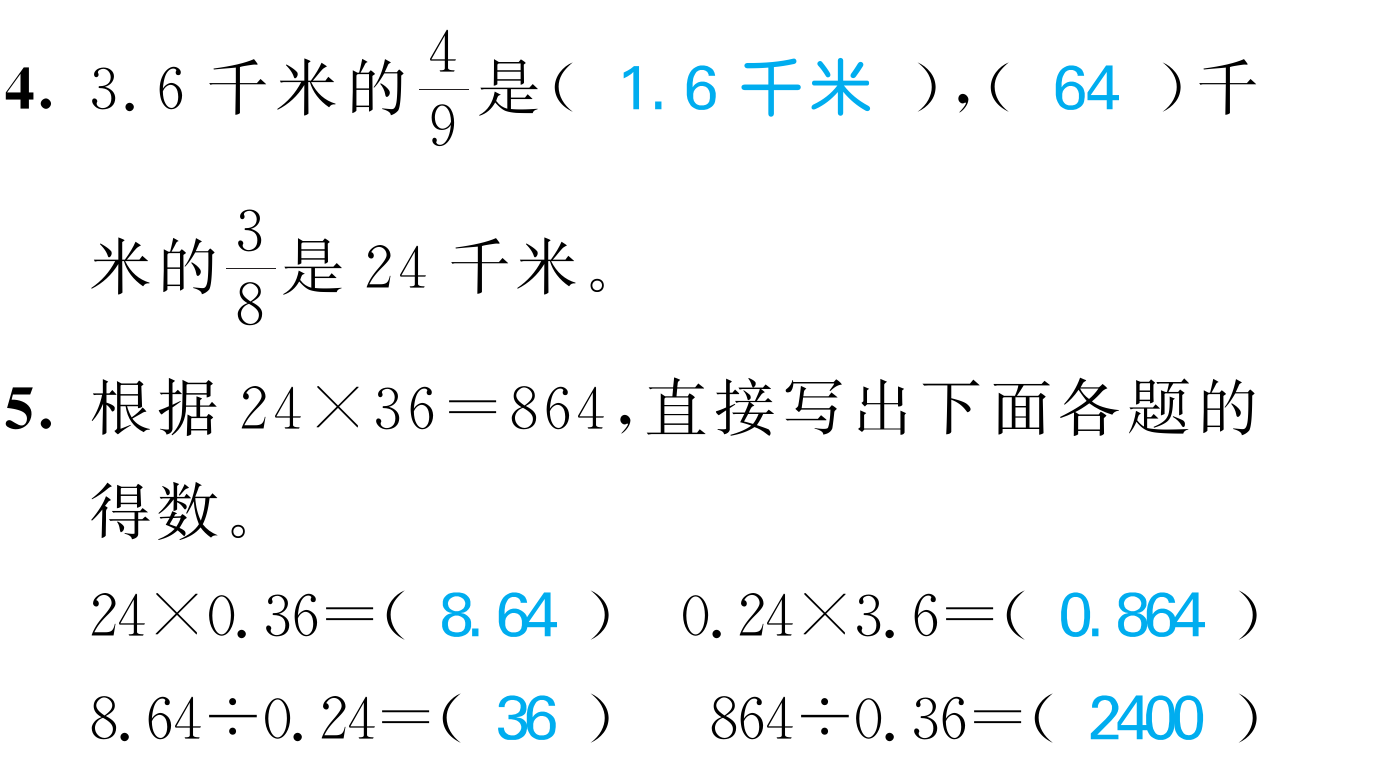 4. 3.6 千米的4/9是( 1.6 千米 ),( 64 )千
米的3/8是 24 千米。
5. 根据 24×36=864,直接写出下面各题的
得数。
24×0.36=( 8.64 ) 0.24×3.6=( 0.864 )
8.64÷0.24=( 36 ) 864÷0.36=( 2400 )